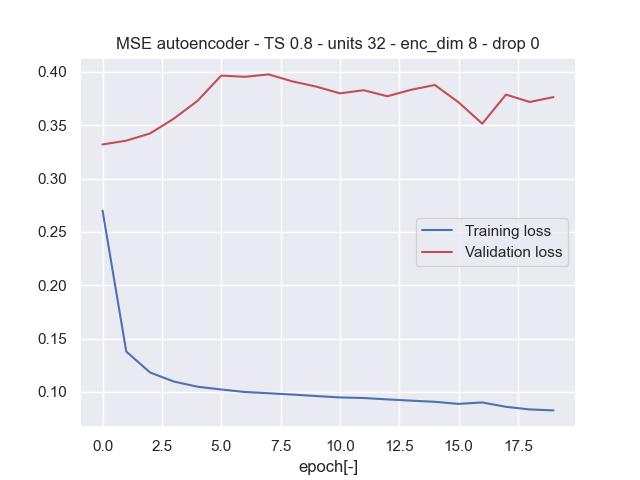 MSE autoencoder - TS 0.8 - units 32 - enc_dim 8 - drop 0
0.40
0.35
0.30
0.25
0.20
0.15
0.10
Training loss
Validation loss
0.0 2.5 5.0 7.5 10.0 12.5 15.0 17.5
epoch[-]